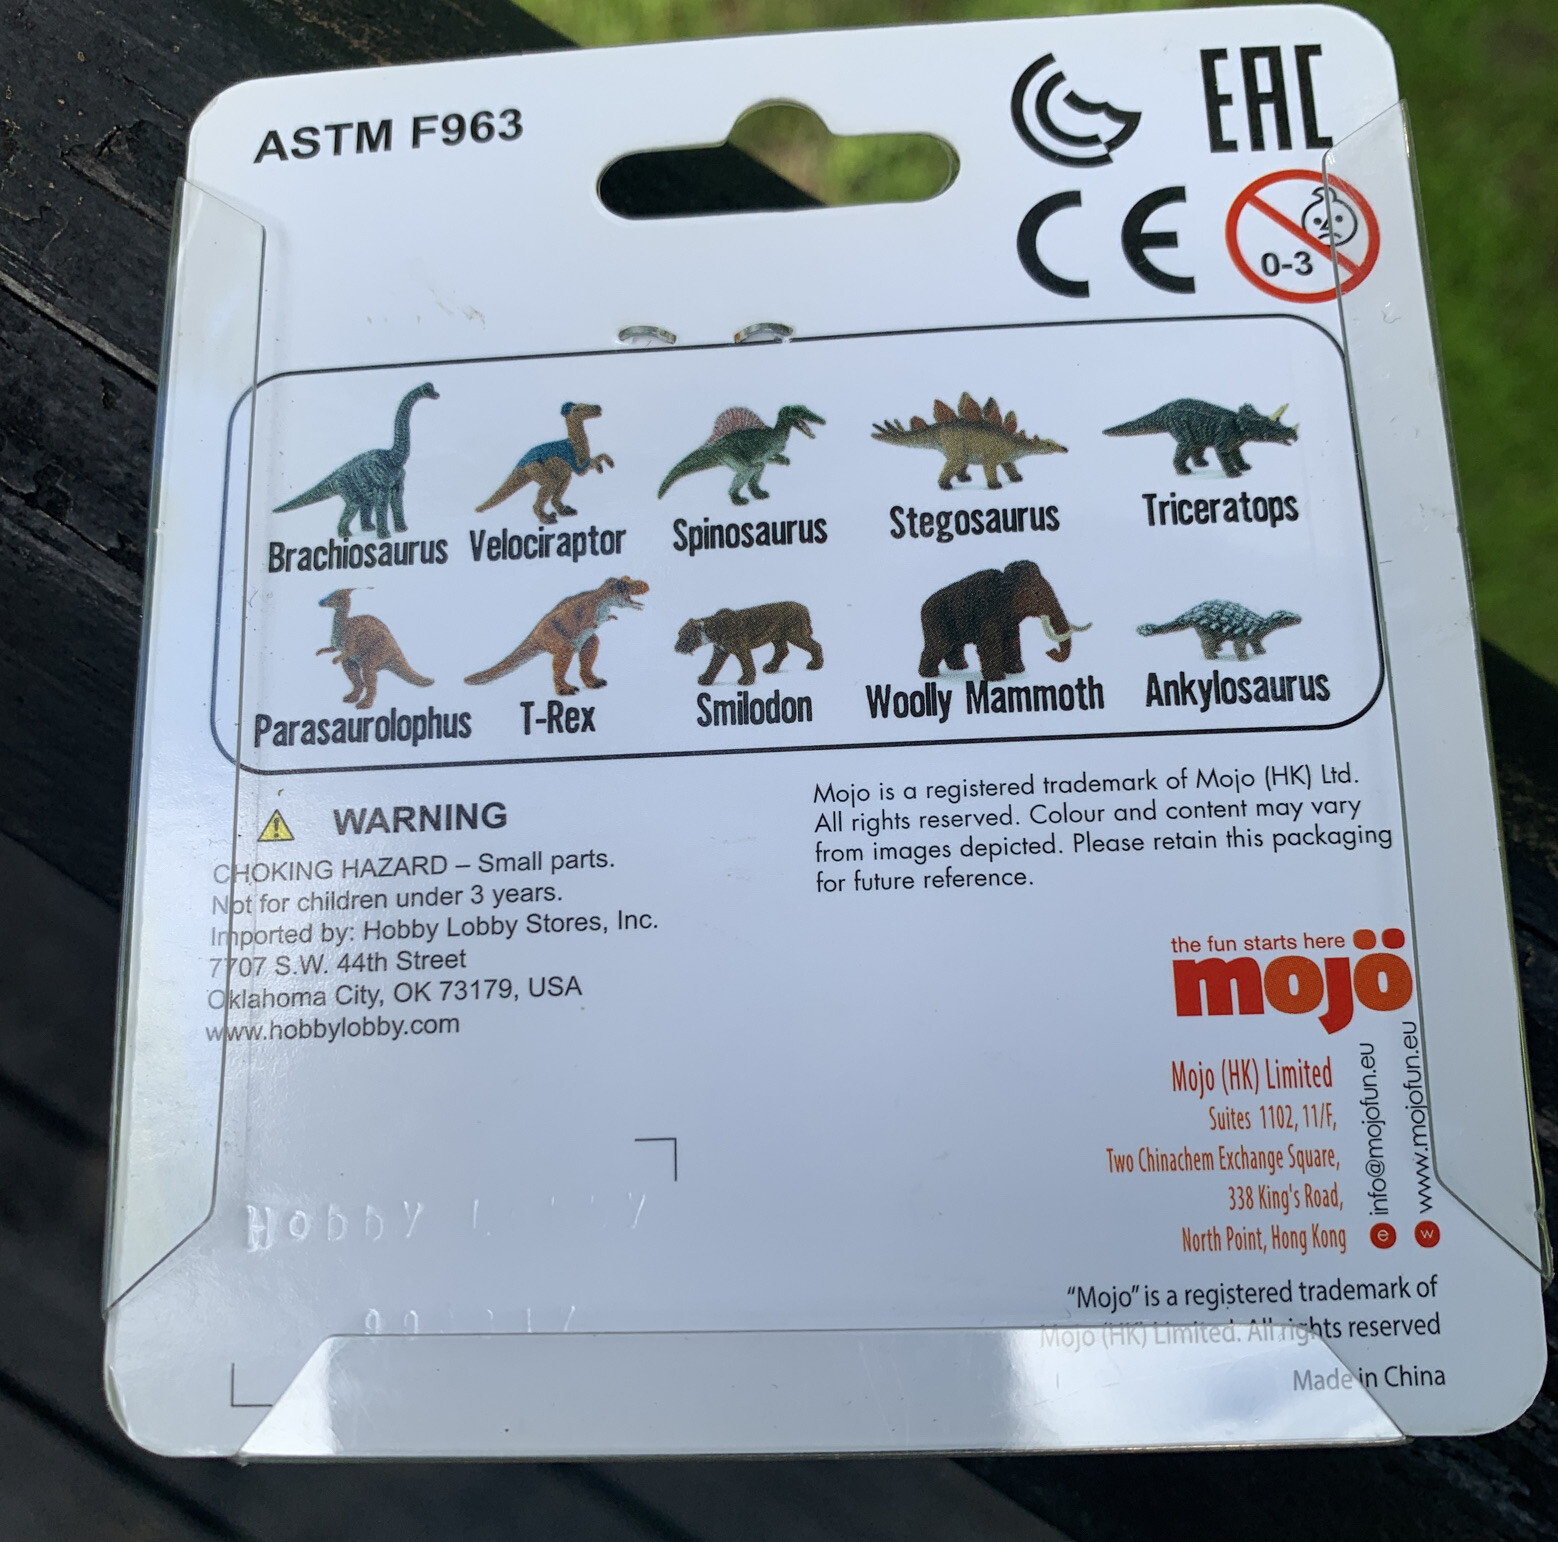 ASTM F963
EAC
CE
0-3
Brachiosaurus Velociraptor Spinosaurus Stegosaurus Triceratops
Parasaurolophus T-Rex Smilodon Woolly Mammoth Ankylosaurus
WARNING
CHOKING HAZARD – Small parts.
Not for children under 3 years.
Imported by: Hobby Lobby Stores, Inc.
7707 S.W. 44th Street
Oklahoma City, OK 73179, USA
www.hobbylobby.com
Mojo is a registered trademark of Mojo (HK) Ltd.
All rights reserved. Colour and content may vary
from images depicted. Please retain this packaging
for future reference.
the fun starts here
mojö
Mojo (HK) Limited
Suites 1102, 11/F,
Two Chinachem Exchange Square,
338 King's Road,
North Point, Hong Kong
e info@mojofun.eu
w www.mojofun.eu
"Mojo" is a registered trademark of
Mojo (HK) Limited. All rights reserved
Made in China
Hobby